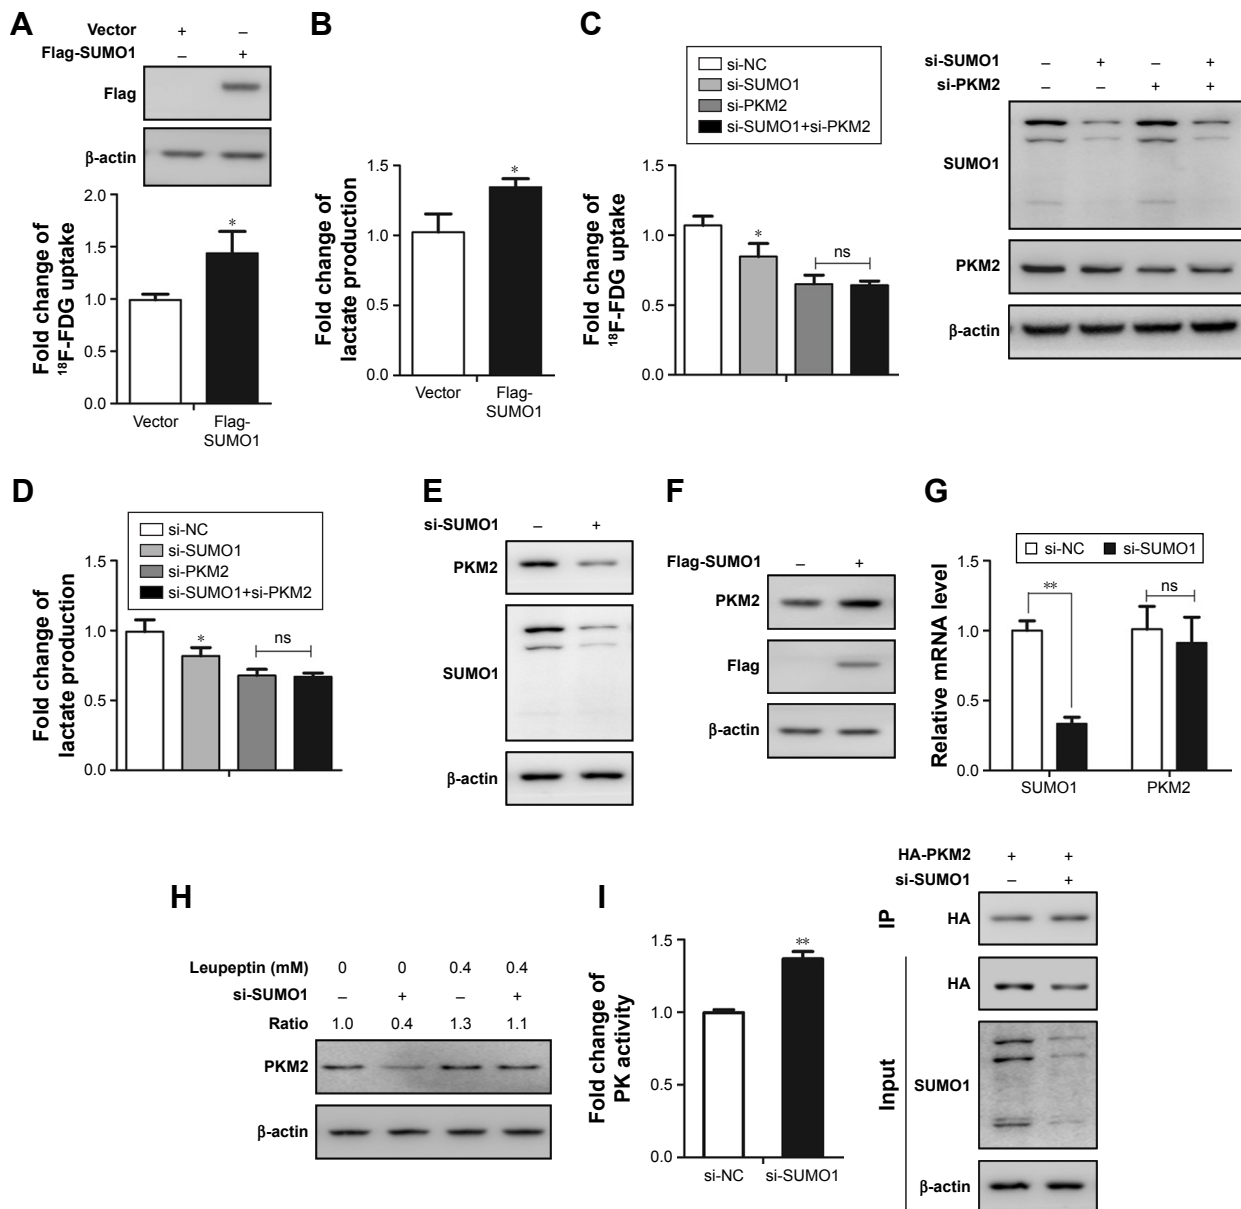 A
Vector + –
Flag-SUMO1 – +
Flag
β-actin
Fold change of
18F-FDG uptake
2.0
1.5
1.0
0.5
0.0
*
Vector Flag-
SUMO1
B
Fold change of
lactate production
1.5
1.0
0.5
0.0
*
Vector Flag-
SUMO1
C
si-NC
si-SUMO1
si-PKM2
si-SUMO1+si-PKM2
Fold change of
18F-FDG uptake
1.5
1.0
0.5
0.0
*
ns
si-SUMO1 – + – +
si-PKM2 – – + +
SUMO1
PKM2
β-actin
D
si-NC
si-SUMO1
si-PKM2
si-SUMO1+si-PKM2
Fold change of
lactate production
1.5
1.0
0.5
0.0
*
ns
E
si-SUMO1 – +
PKM2
SUMO1
β-actin
F
Flag-SUMO1 – +
PKM2
Flag
β-actin
G
si-NC si-SUMO1
Relative mRNA level
1.5
1.0
0.5
0.0
**
ns
SUMO1 PKM2
H
Leupeptin (mM) 0 0 0.4 0.4
si-SUMO1 – + – +
Ratio 1.0 0.4 1.3 1.1
PKM2
β-actin
I
Fold change of
PK activity
1.5
1.0
0.5
0.0
**
si-NC si-SUMO1
HA-PKM2 + +
si-SUMO1 – +
IP
HA
Input
HA
SUMO1
β-actin